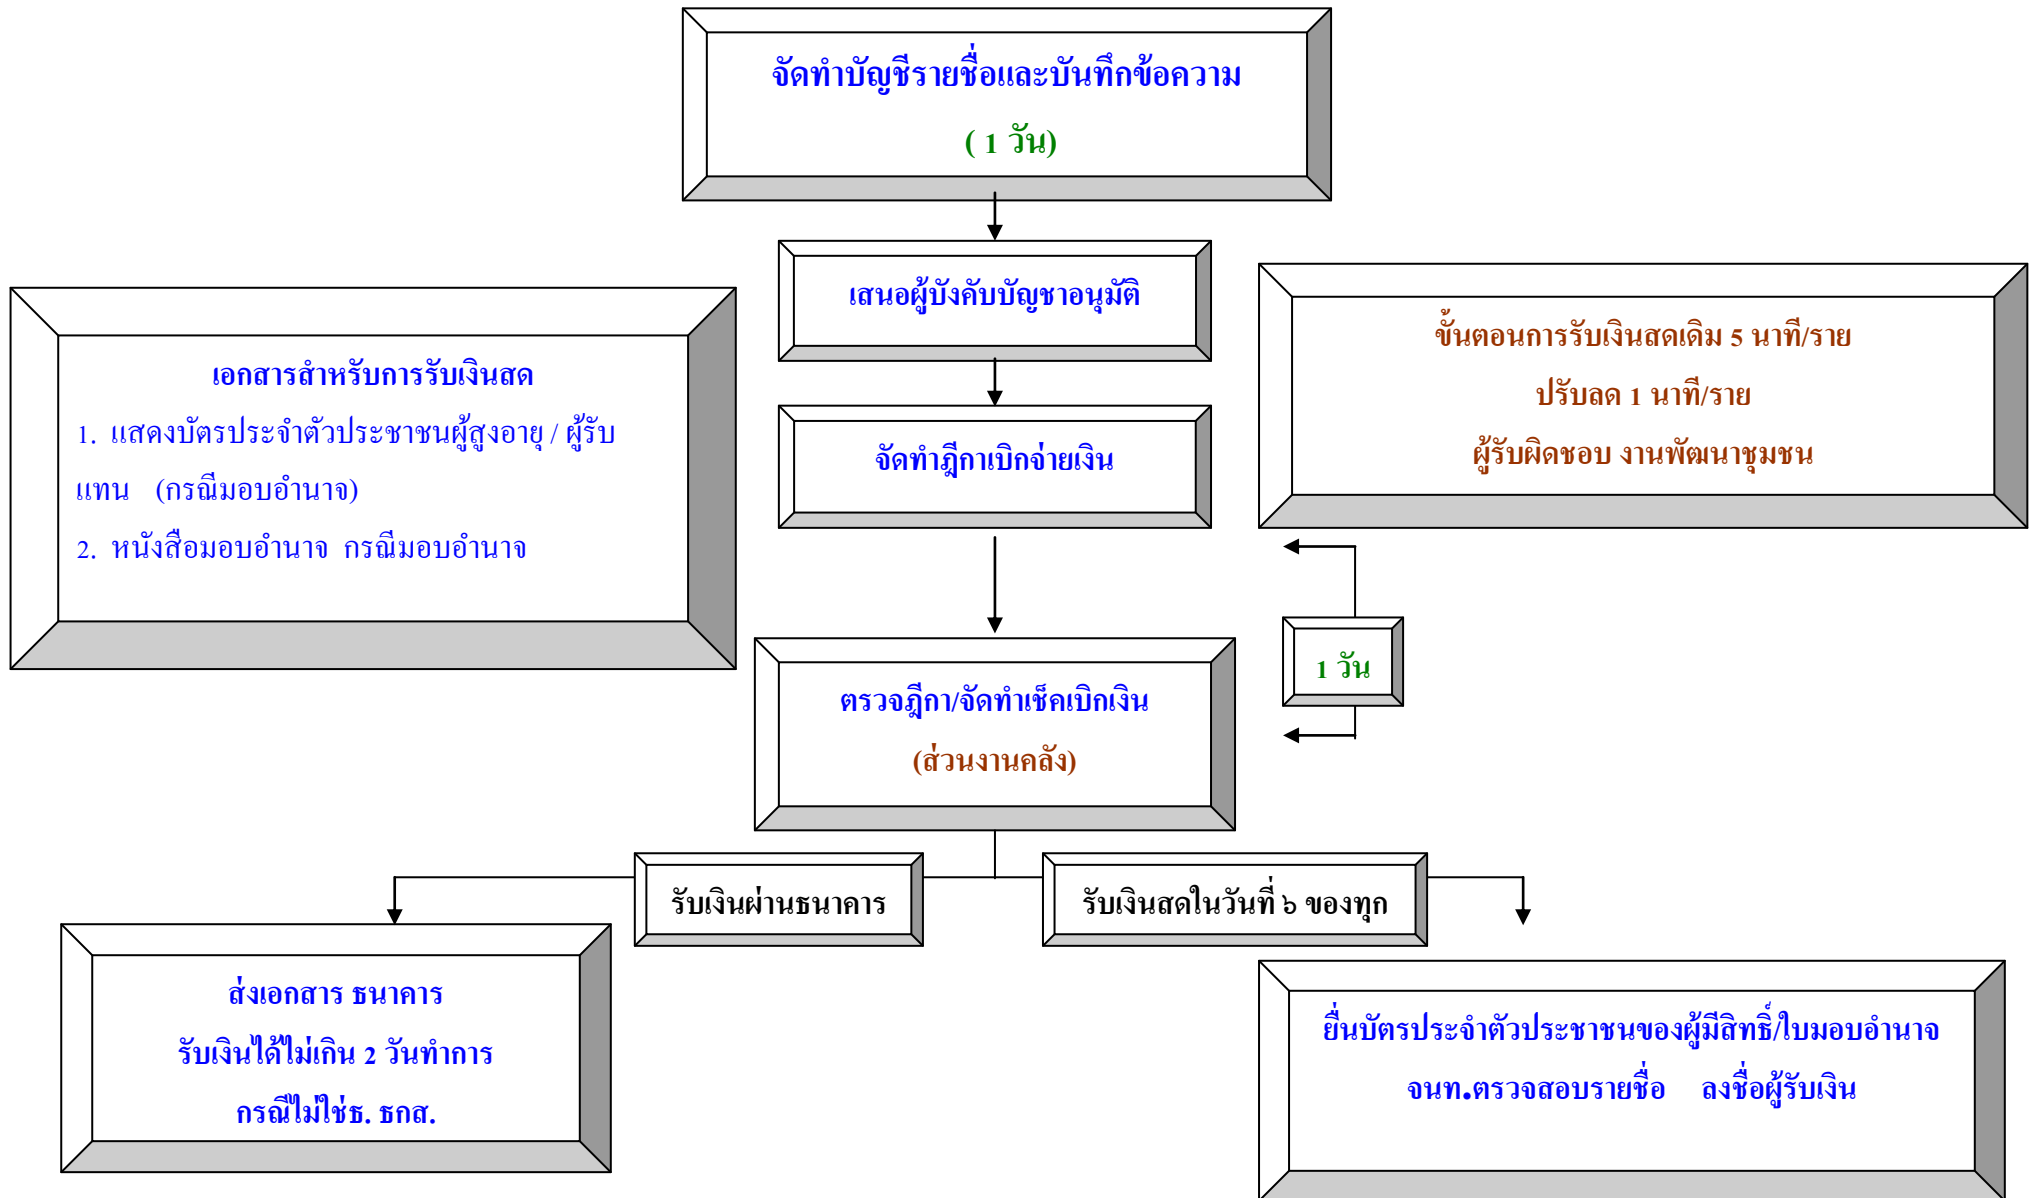 จัดทำบัญชีรายชื่อและบันทึกข้อความ
( 1 วัน)
เสนอผู้บังคับบัญชาอนุมัติ
เอกสารสำหรับการรับเงินสด
1. แสดงบัตรประจำตัวประชาชนผู้สูงอายุ / ผู้รับ
แทน (กรณีมอบอำนาจ)
2. หนังสือมอบอำนาจ กรณีมอบอำนาจ
จัดทำฎีกาเบิกจ่ายเงิน
ขั้นตอนการรับเงินสดเดิม 5 นาที/ราย
ปรับลด 1 นาที/ราย
ผู้รับผิดชอบ งานพัฒนาชุมชน
1 วัน
ตรวจฎีกา/จัดทำเช็คเบิกเงิน
(ส่วนงานคลัง)
รับเงินผ่านธนาคาร
รับเงินสดในวันที่ ๖ ของทุก
ส่งเอกสาร ธนาคาร
รับเงินได้ไม่เกิน 2 วันทำการ
กรณีไม่ใช่ธ. ธกส.
ยื่นบัตรประจำตัวประชาชนของผู้มีสิทธิ์/ใบมอบอำนาจ
จนท.ตรวจสอบรายชื่อ ลงชื่อผู้รับเงิน